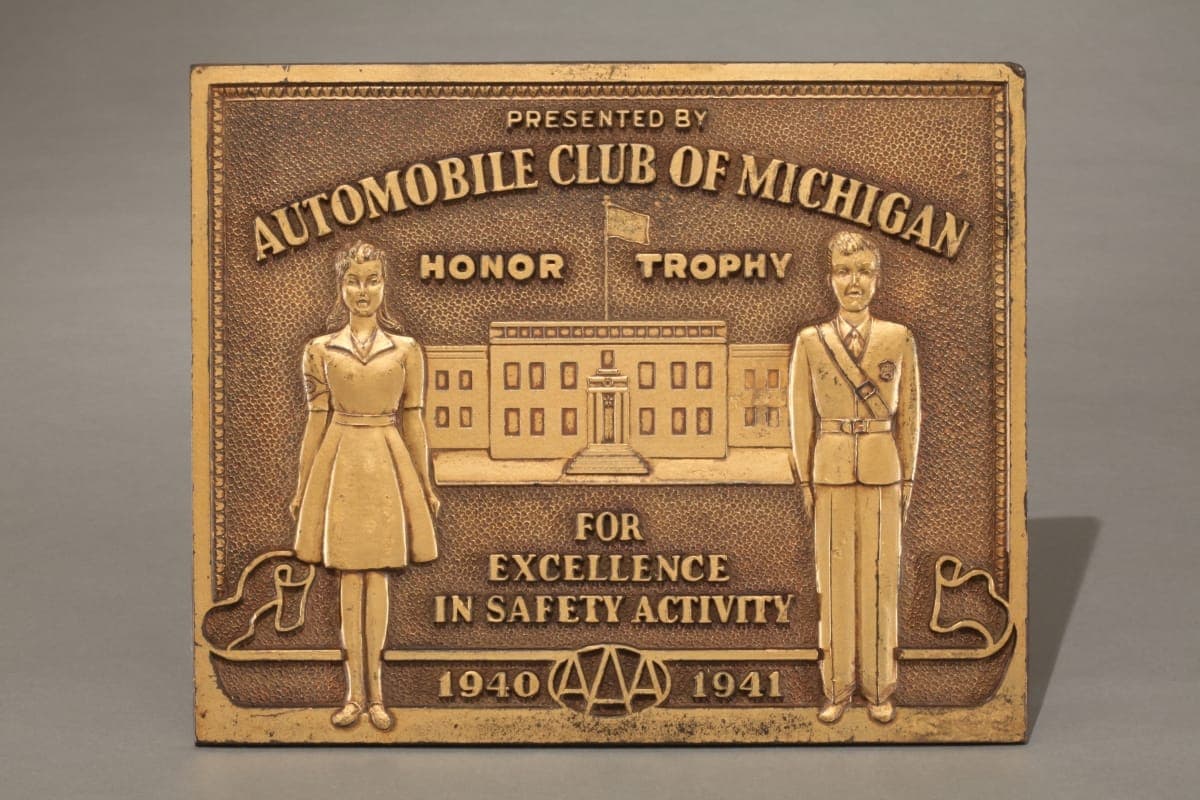 PRESENTED BY
AUTOMOBILE CLUB OF MICHIGAN
HONOR TROPHY
FOR
EXCELLENCE
IN SAFETY ACTIVITY
1940 AAA 1941